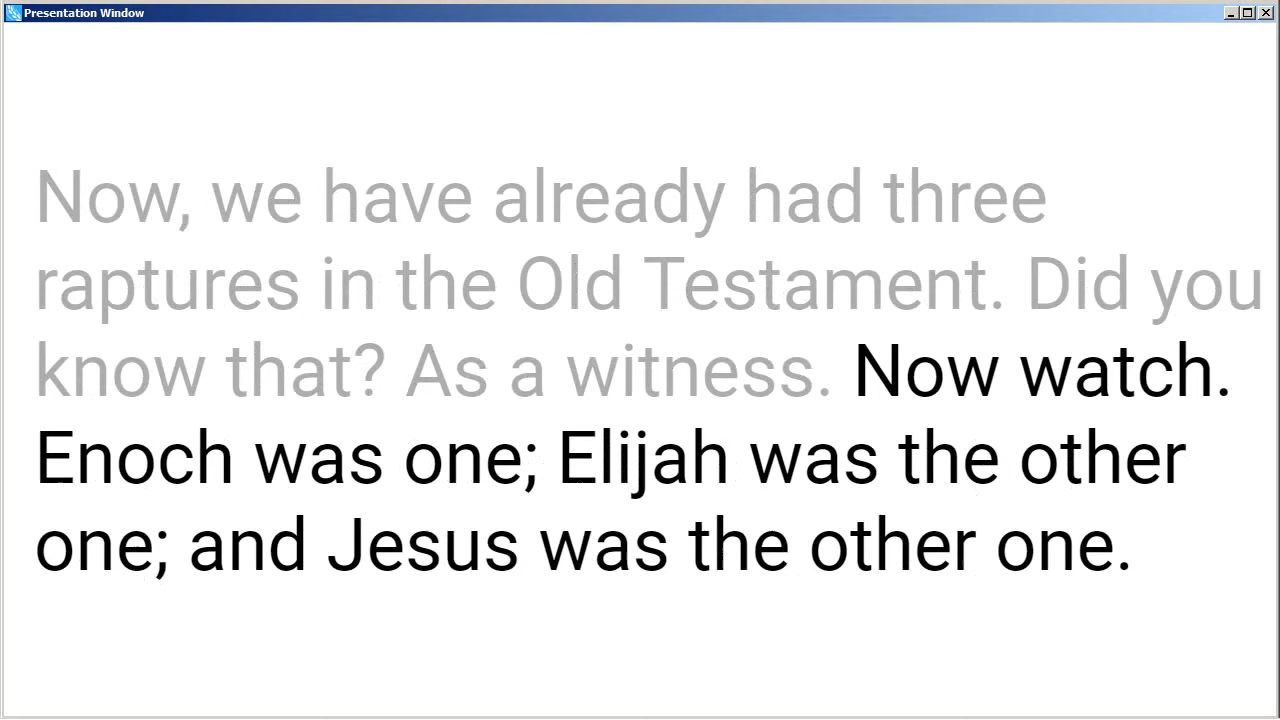 Presentation Window
Now, we have already had three
raptures in the Old Testament. Did you
know that? As a witness. Now watch.
Enoch was one; Elijah was the other
one; and Jesus was the other one.